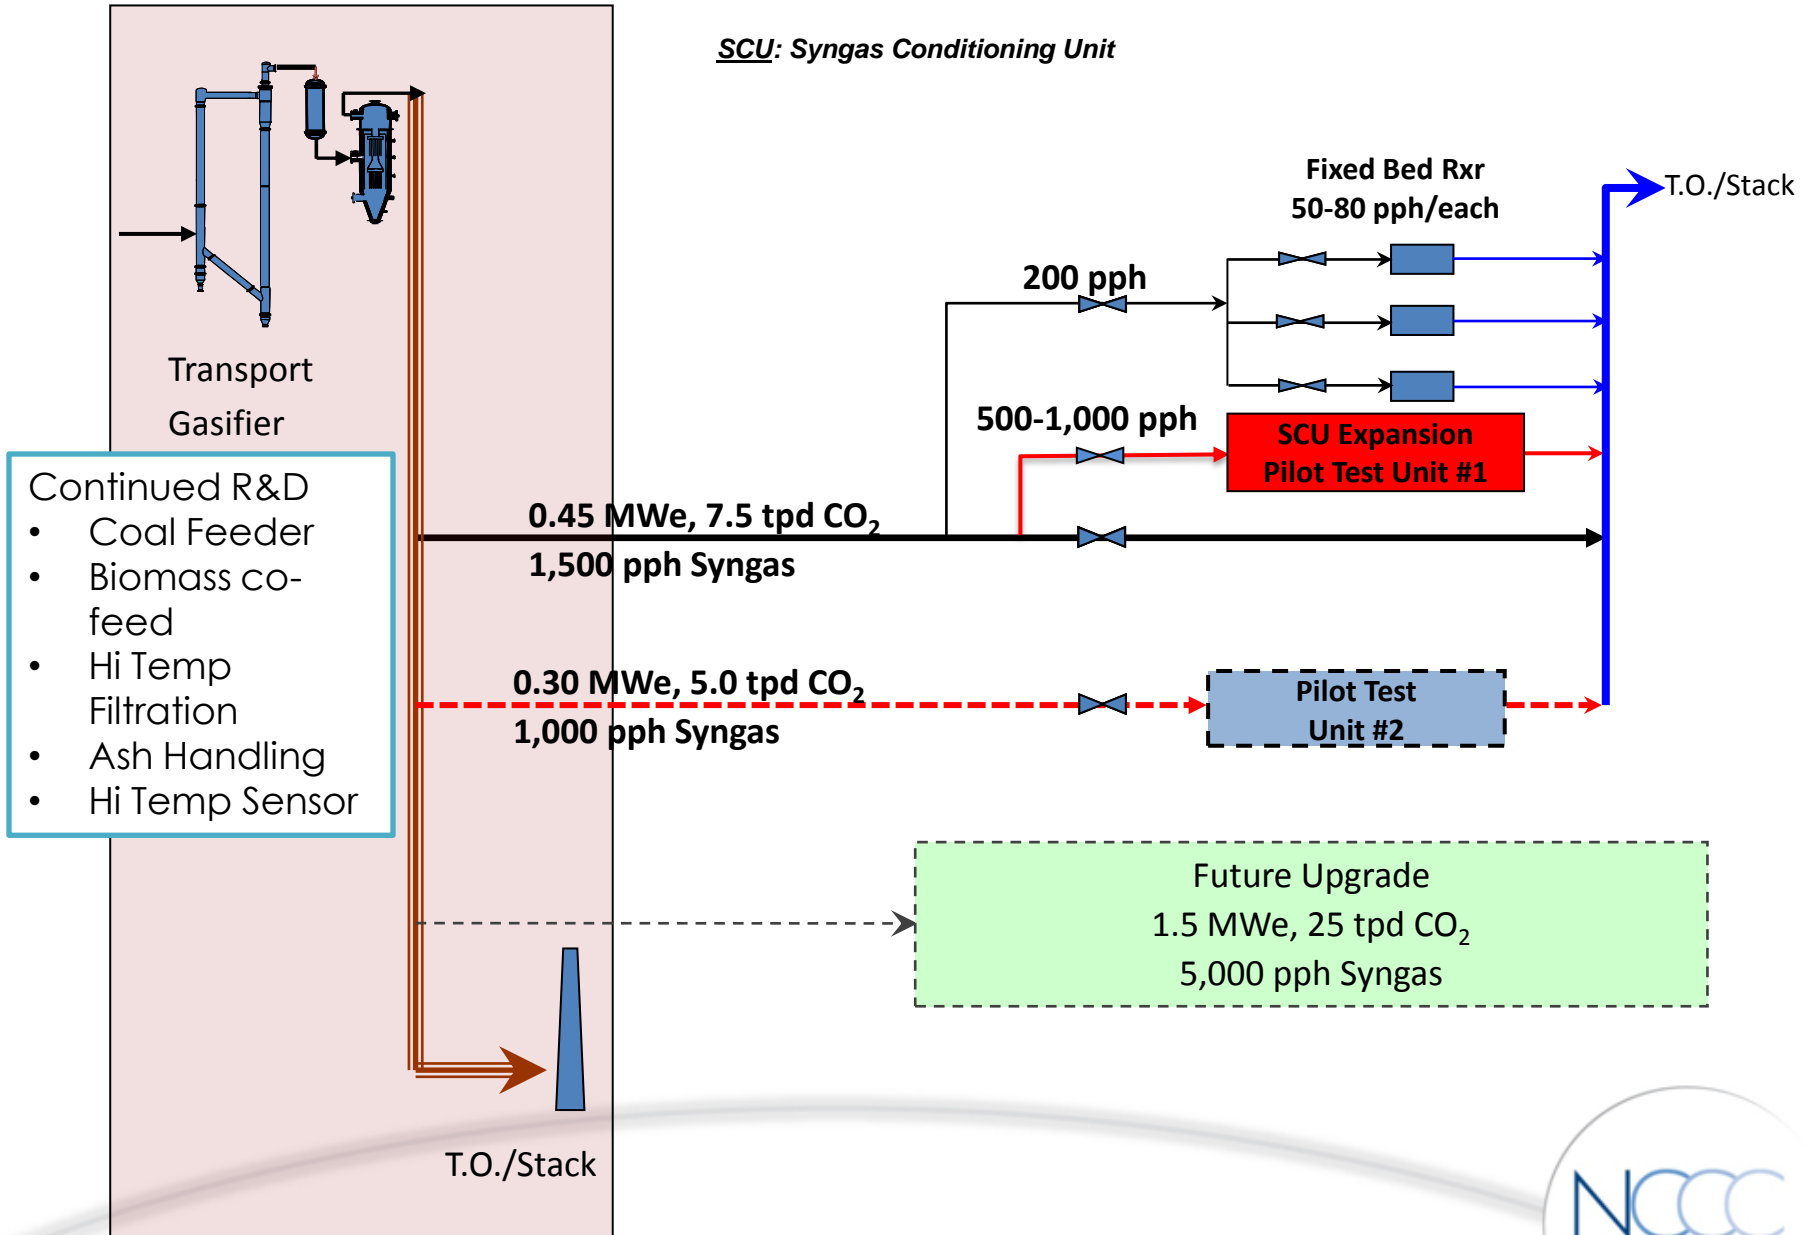 SCU: Syngas Conditioning Unit
Fixed Bed Rxr
50-80 pph/each
T.O./Stack
200 pph
Transport
Gasifier
500-1,000 pph
SCU Expansion
Pilot Test Unit #1
Continued R&D
• Coal Feeder
• Biomass co-
feed
• Hi Temp
Filtration
• Ash Handling
• Hi Temp Sensor
0.45 MWe, 7.5 tpd CO₂
1,500 pph Syngas
0.30 MWe, 5.0 tpd CO₂
1,000 pph Syngas
Pilot Test
Unit #2
Future Upgrade
1.5 MWe, 25 tpd CO₂
5,000 pph Syngas
T.O./Stack
NCCC